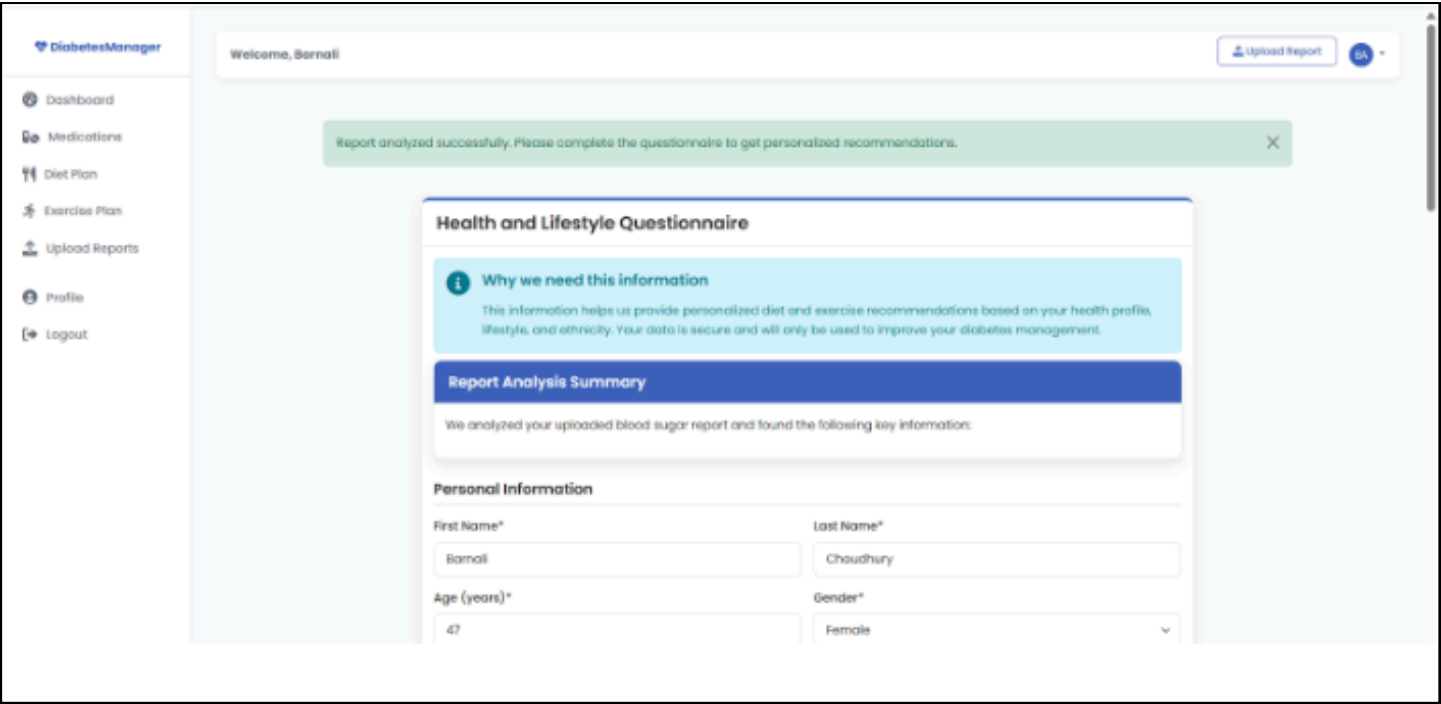 DiabetesManager
Welcome, Barnali
Upload Report
BA
Dashboard
Medications
Diet Plan
Exercise Plan
Upload Reports
Profile
Logout
Report analyzed successfully. Please complete the questionnaire to get personalized recommendations.
Health and Lifestyle Questionnaire
Why we need this information
This information helps us provide personalized diet and exercise recommendations based on your health profile,
lifestyle, and ethnicity. Your data is secure and will only be used to improve your diabetes management.
Report Analysis Summary
We analyzed your uploaded blood sugar report and found the following key information:
Personal Information
First Name*
Last Name*
Barnali
Choudhury
Age (years)*
Gender*
47
Female